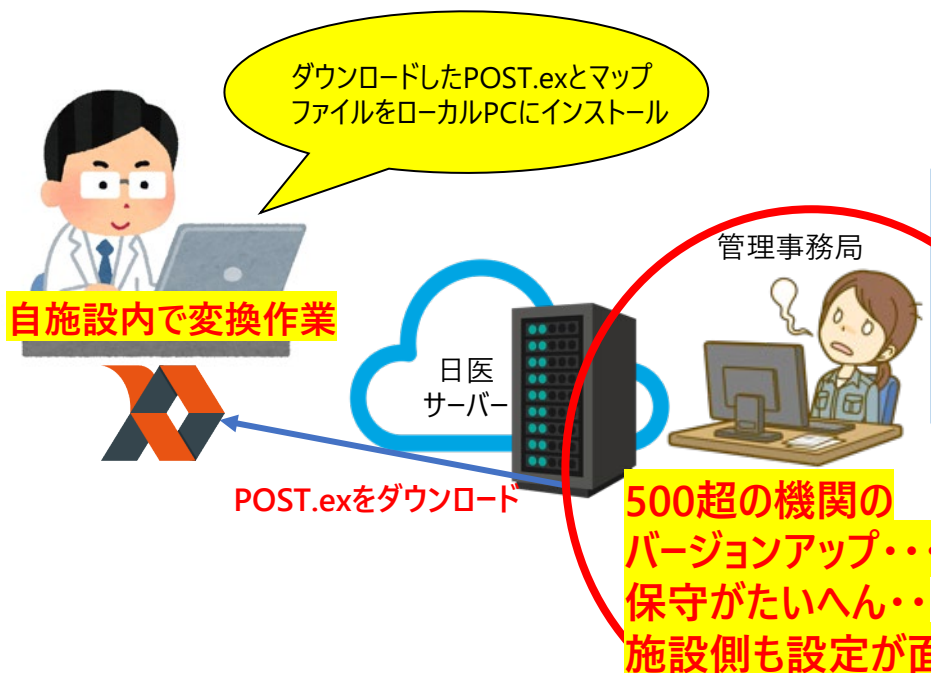 ダウンロードしたPOST.exとマップ
ファイルをローカルPCにインストール
管理事務局
自施設内で変換作業
日医
サーバー
POST.exをダウンロード
500超の機関の
バージョンアップ・・・
保守がたいへん・・
施設側も設定が面